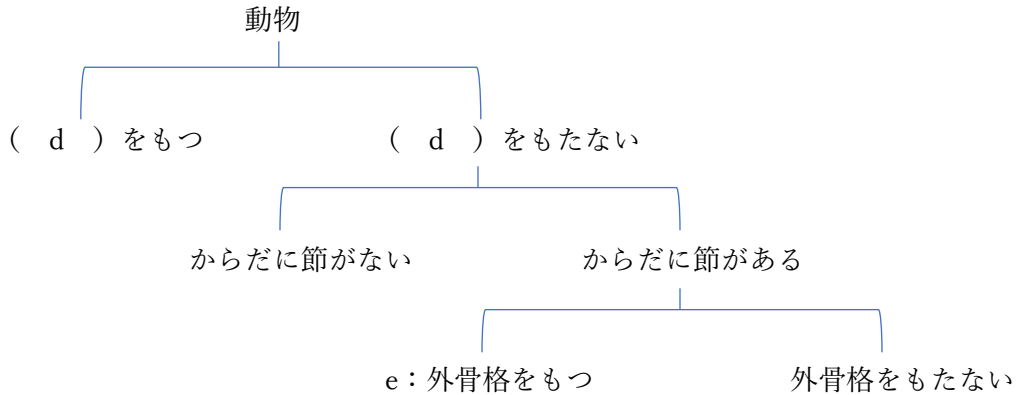 動物
（　d　）をもつ
（　d　）をもたない
からだに節がない
からだに節がある
e：外骨格をもつ
外骨格をもたない